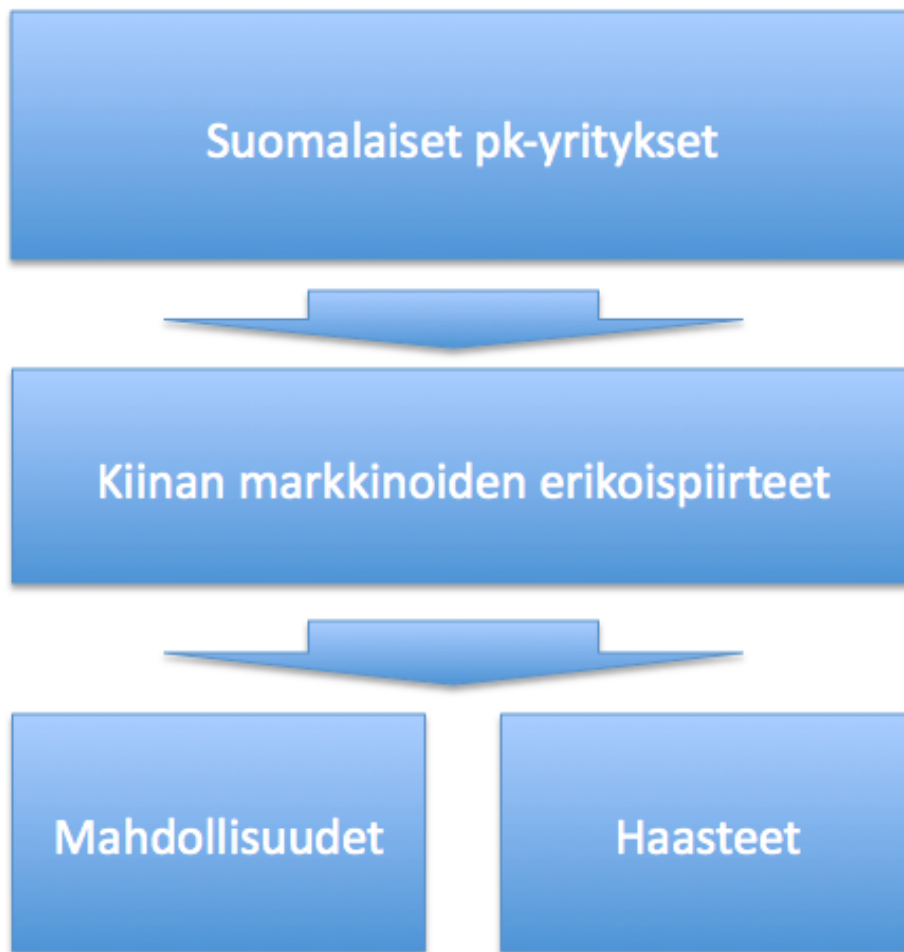 Suomalaiset pk-yritykset
Kiinan markkinoiden erikoispiirteet
Mahdollisuudet
Haasteet